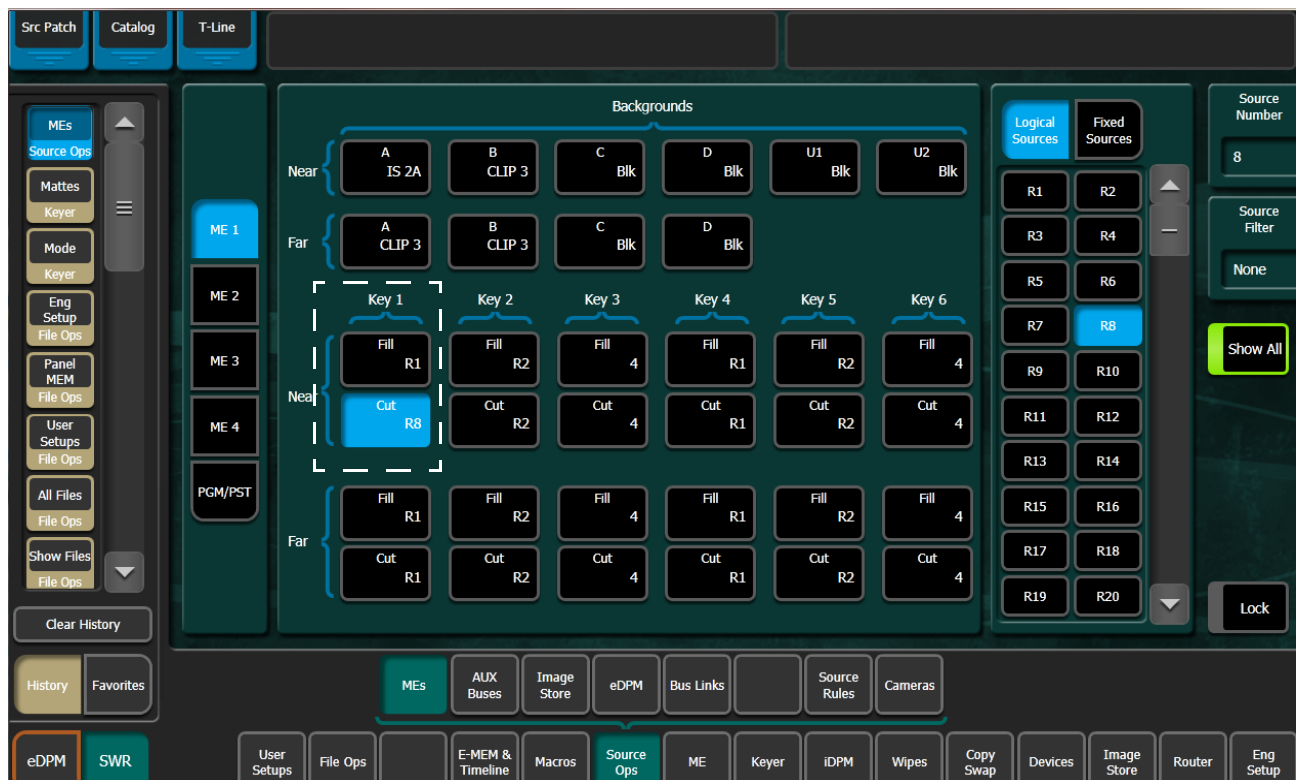 Src Patch
Catalog
T-Line
MEs
Source Ops
Mattes
Keyer
Mode
Keyer
Eng
Setup
File Ops
Panel
MEM
File Ops
User
Setups
File Ops
All Files
File Ops
Show Files
File Ops
Clear History
History
Favorites
ME 1
ME 2
ME 3
ME 4
PGM/PST
Backgrounds
Near
A
IS 2A
B
CLIP 3
C
Blk
D
Blk
U1
Blk
U2
Blk
Far
A
CLIP 3
B
CLIP 3
C
Blk
D
Blk
Key 1
Key 2
Key 3
Key 4
Key 5
Key 6
Near
Fill
R1
Fill
R2
Fill
4
Fill
R1
Fill
R2
Fill
4
Cut
R8
Cut
R2
Cut
4
Cut
R1
Cut
R2
Cut
4
Far
Fill
R1
Fill
R2
Fill
4
Fill
R1
Fill
R2
Fill
4
Cut
R1
Cut
R2
Cut
4
Cut
R1
Cut
R2
Cut
4
Logical
Sources
Fixed
Sources
R1
R2
R3
R4
R5
R6
R7
R8
R9
R10
R11
R12
R13
R14
R15
R16
R17
R18
R19
R20
Source
Number
8
Source
Filter
None
Show All
Lock
MEs
AUX
Buses
Image
Store
eDPM
Bus Links
Source
Rules
Cameras
eDPM
SWR
User
Setups
File Ops
E-MEM &
Timeline
Macros
Source
Ops
ME
Keyer
iDPM
Wipes
Copy
Swap
Devices
Image
Store
Router
Eng
Setup